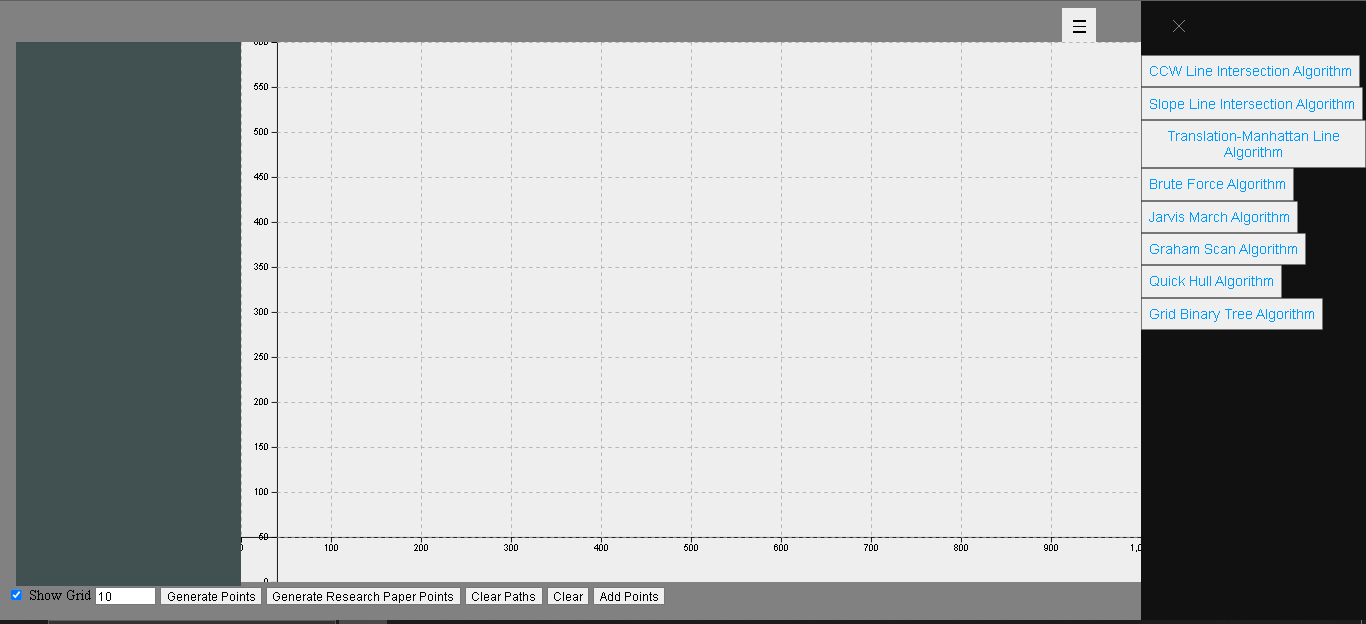 ☰
×
CCW Line Intersection Algorithm
Slope Line Intersection Algorithm
Translation-Manhattan Line
Algorithm
Brute Force Algorithm
Jarvis March Algorithm
Graham Scan Algorithm
Quick Hull Algorithm
Grid Binary Tree Algorithm
600
550
500
450
400
350
300
250
200
150
100
50
0
0 100 200 300 400 500 600 700 800 900 1,0
Show Grid 10 Generate Points Generate Research Paper Points Clear Paths Clear Add Points